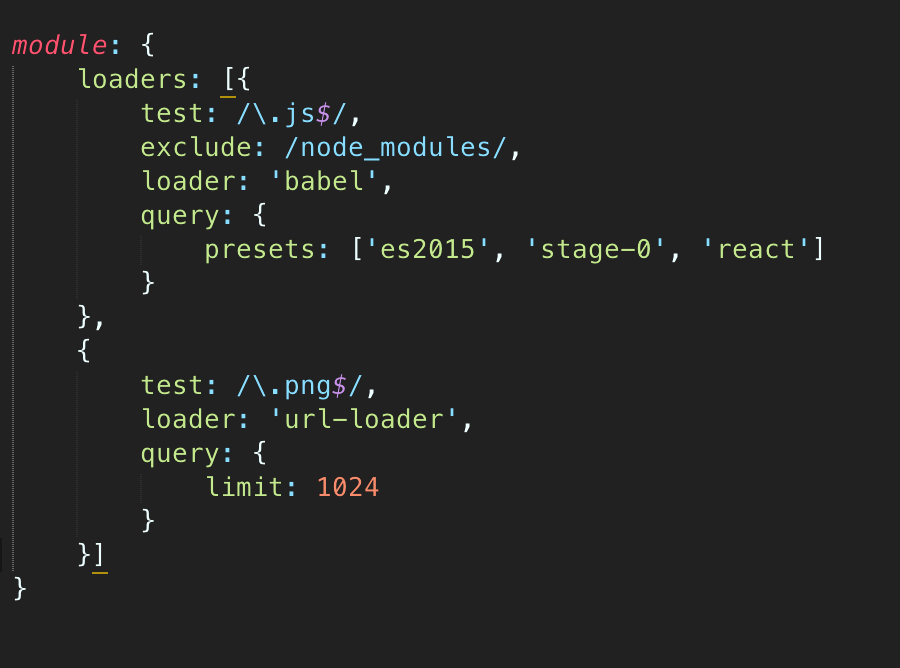 module: {
    loaders: [{
        test: /\.js$/,
        exclude: /node_modules/,
        loader: 'babel',
        query: {
            presets: ['es2015', 'stage-0', 'react']
        }
    },
    {
        test: /\.png$/,
        loader: 'url-loader',
        query: {
            limit: 1024
        }
    }]
}